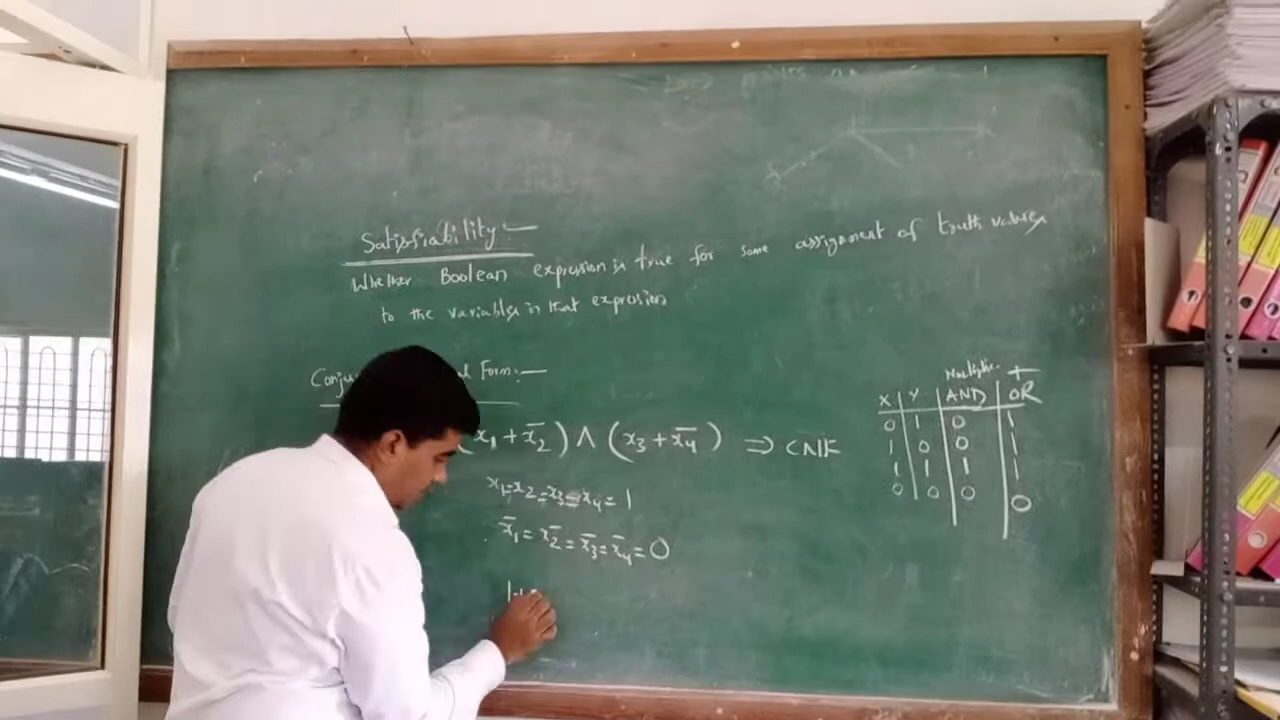 Satisfiability :-
Whether Boolean expression is true for some assignment of truth values
to the variables in that expression
Form:-
(x₁ + x̄₂) ∧ (x₃ + x̄₄) ⇒ CNF
x₁=x₂=x₃=x₄=1
x̄₁=x̄₂=x̄₃=x̄₄=0
1+0
+
X Y AND OR
0 1 0 1
1 0 0 1
1 1 1 1
0 0 0 0